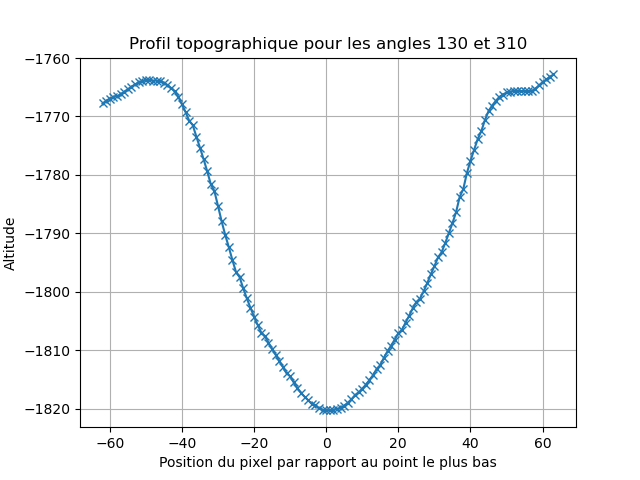 Profil topographique pour les angles 130 et 310
−1760
−1770
−1780
−1790
−1800
−1810
−1820
Altitude
−60 −40 −20 0 20 40 60
Position du pixel par rapport au point le plus bas